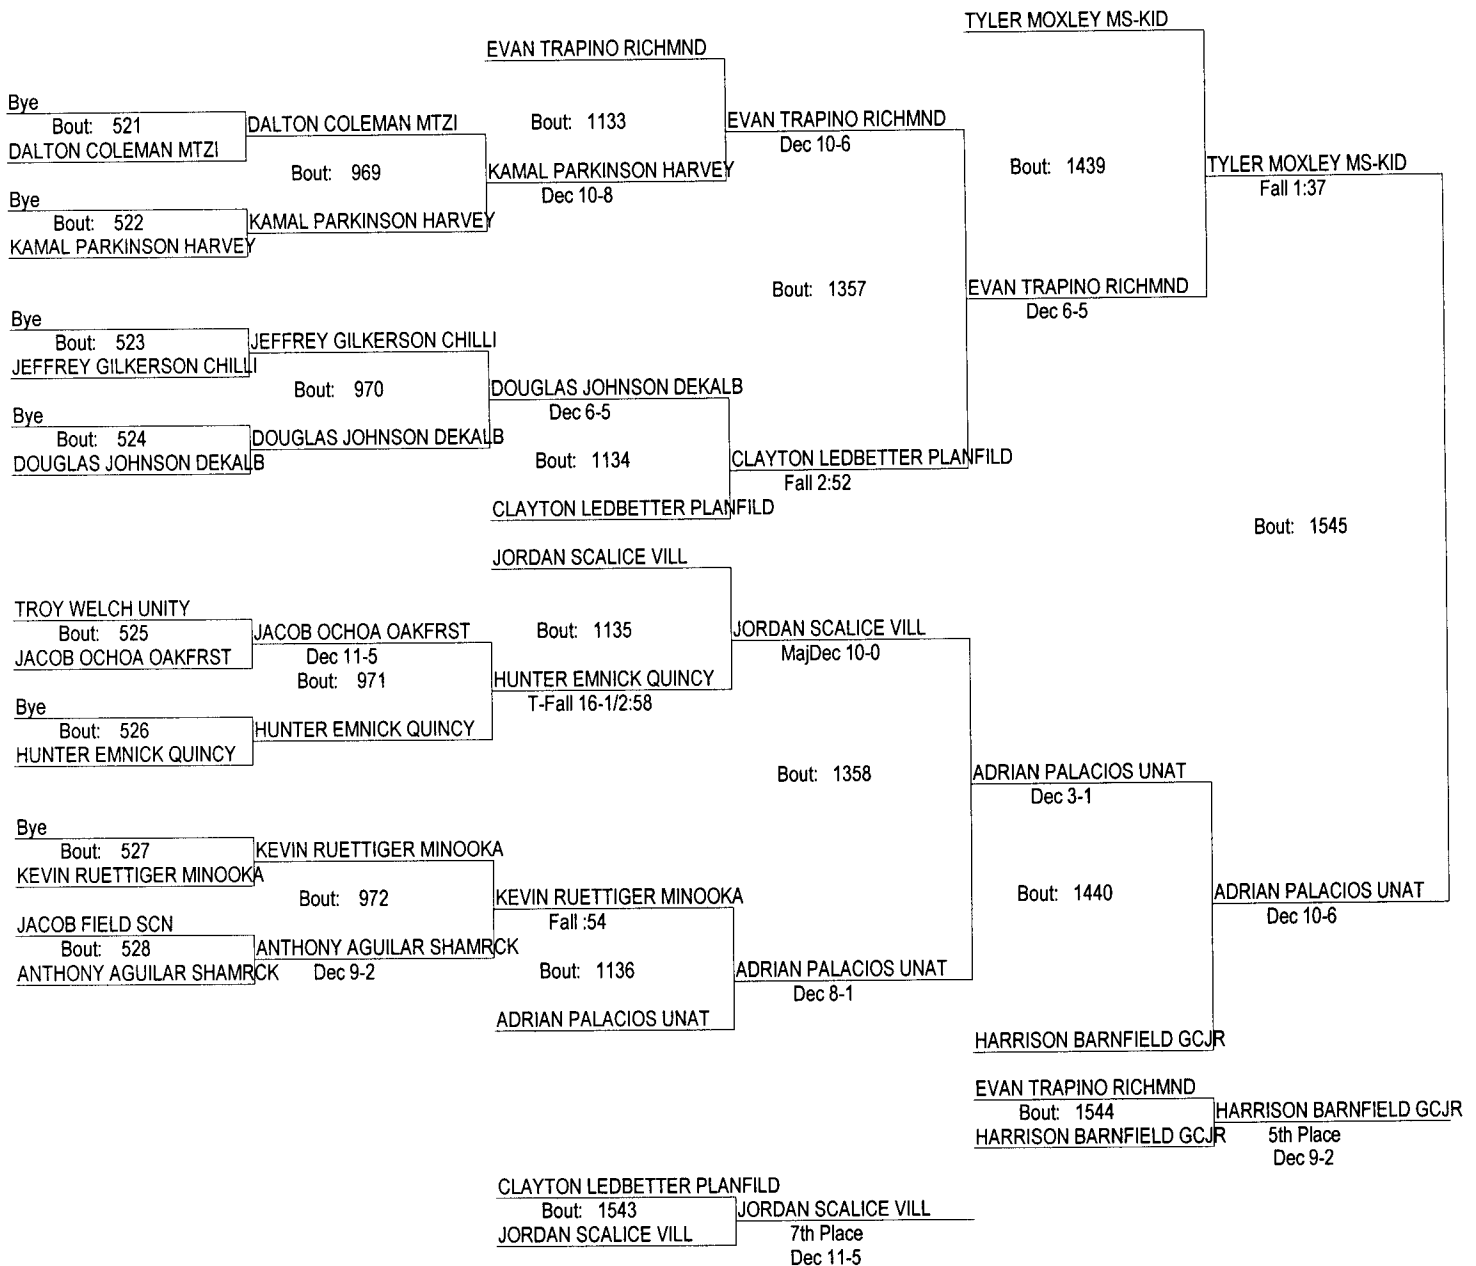 TYLER MOXLEY MS-KID
EVAN TRAPINO RICHMND
Bye
Bout: 521
DALTON COLEMAN MTZI
DALTON COLEMAN MTZI
Bout: 1133
EVAN TRAPINO RICHMND
Dec 10-6
Bout: 969
KAMAL PARKINSON HARVEY
Dec 10-8
Bout: 1439
TYLER MOXLEY MS-KID
Fall 1:37
Bye
Bout: 522
KAMAL PARKINSON HARVEY
KAMAL PARKINSON HARVEY
Bout: 1357
EVAN TRAPINO RICHMND
Dec 6-5
Bye
Bout: 523
JEFFREY GILKERSON CHILLI
JEFFREY GILKERSON CHILLI
Bout: 970
DOUGLAS JOHNSON DEKALB
Dec 6-5
Bye
Bout: 524
DOUGLAS JOHNSON DEKALB
DOUGLAS JOHNSON DEKALB
Bout: 1134
CLAYTON LEDBETTER PLANFILD
Fall 2:52
CLAYTON LEDBETTER PLANFILD
Bout: 1545
JORDAN SCALICE VILL
TROY WELCH UNITY
Bout: 525
JACOB OCHOA OAKFRST
JACOB OCHOA OAKFRST
Dec 11-5
Bout: 1135
JORDAN SCALICE VILL
MajDec 10-0
Bout: 971
HUNTER EMNICK QUINCY
T-Fall 16-1/2:58
Bye
Bout: 526
HUNTER EMNICK QUINCY
HUNTER EMNICK QUINCY
Bout: 1358
ADRIAN PALACIOS UNAT
Dec 3-1
Bye
Bout: 527
KEVIN RUETTIGER MINOOKA
KEVIN RUETTIGER MINOOKA
Bout: 972
KEVIN RUETTIGER MINOOKA
Fall :54
Bout: 1440
ADRIAN PALACIOS UNAT
Dec 10-6
JACOB FIELD SCN
Bout: 528
ANTHONY AGUILAR SHAMRCK
ANTHONY AGUILAR SHAMRCK
Dec 9-2
Bout: 1136
ADRIAN PALACIOS UNAT
Dec 8-1
ADRIAN PALACIOS UNAT
HARRISON BARNFIELD GCJR
EVAN TRAPINO RICHMND
Bout: 1544
HARRISON BARNFIELD GCJR
HARRISON BARNFIELD GCJR
5th Place
Dec 9-2
CLAYTON LEDBETTER PLANFILD
Bout: 1543
JORDAN SCALICE VILL
JORDAN SCALICE VILL
7th Place
Dec 11-5